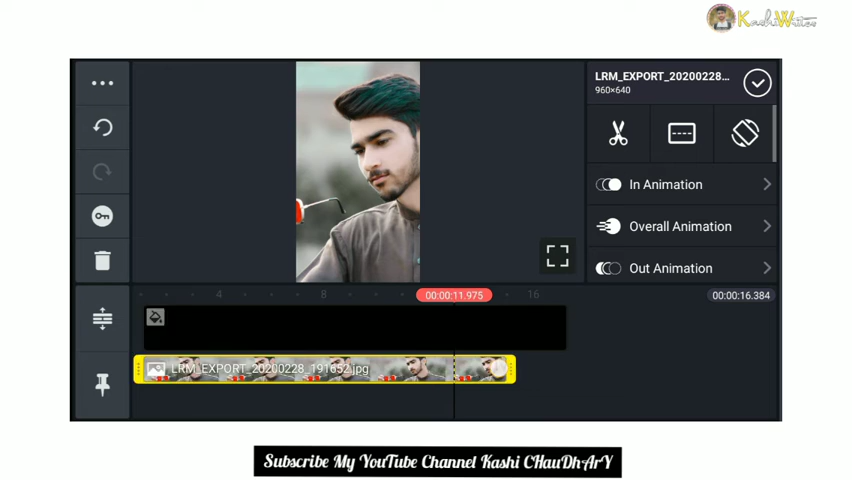 KashiWrites
LRM_EXPORT_20200228...
960×640
In Animation
Overall Animation
Out Animation
4
8
00:00:11.975
16
00:00:16.384
LRM_EXPORT_20200228_191652.jpg
Subscribe My YouTube Channel Kashi CHauDhArY